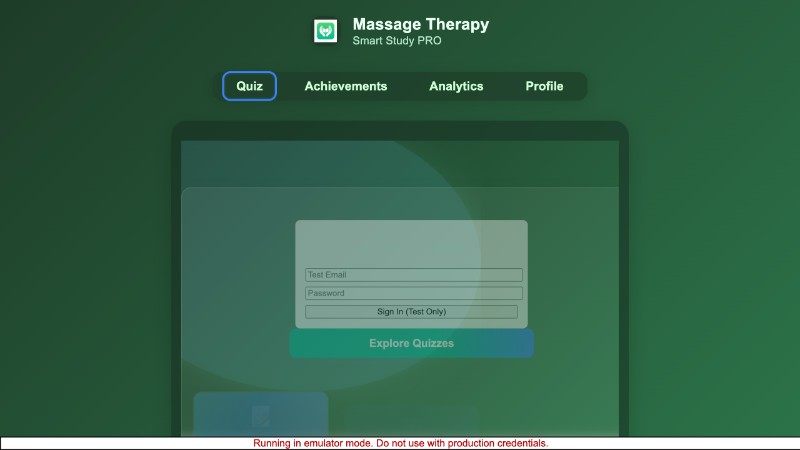 Massage Therapy
Smart Study PRO
Quiz
Achievements
Analytics
Profile
Test Email
Password
Sign In (Test Only)
Explore Quizzes
Running in emulator mode. Do not use with production credentials.